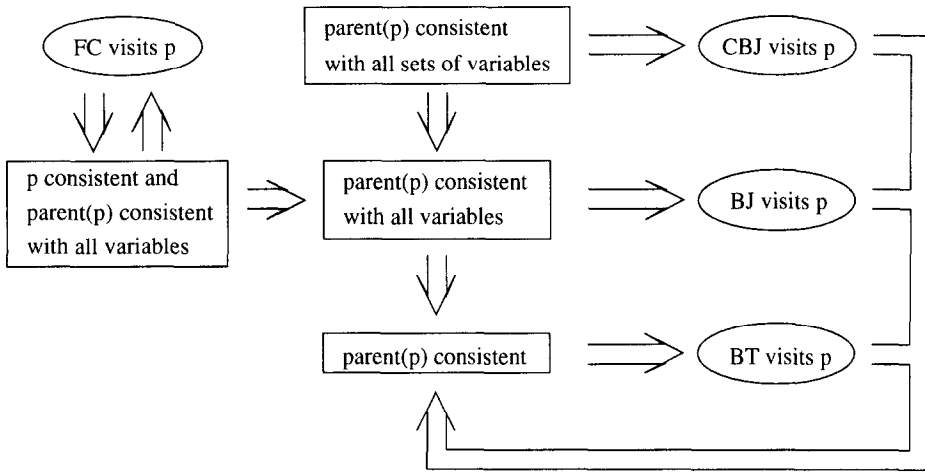 FC visits p
parent(p) consistent
with all sets of variables
CBJ visits p
p consistent and
parent(p) consistent
with all variables
parent(p) consistent
with all variables
BJ visits p
parent(p) consistent
BT visits p